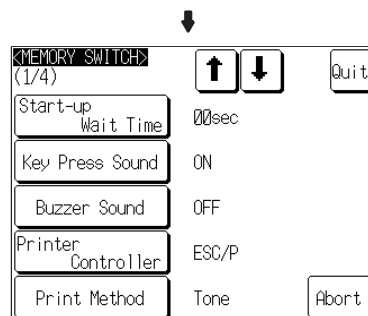 <MEMORY SWITCH>
(1/4)
Quit
Start-up
Wait Time
00sec
Key Press Sound
ON
Buzzer Sound
OFF
Printer
Controller
ESC/P
Print Method
Tone
Abort